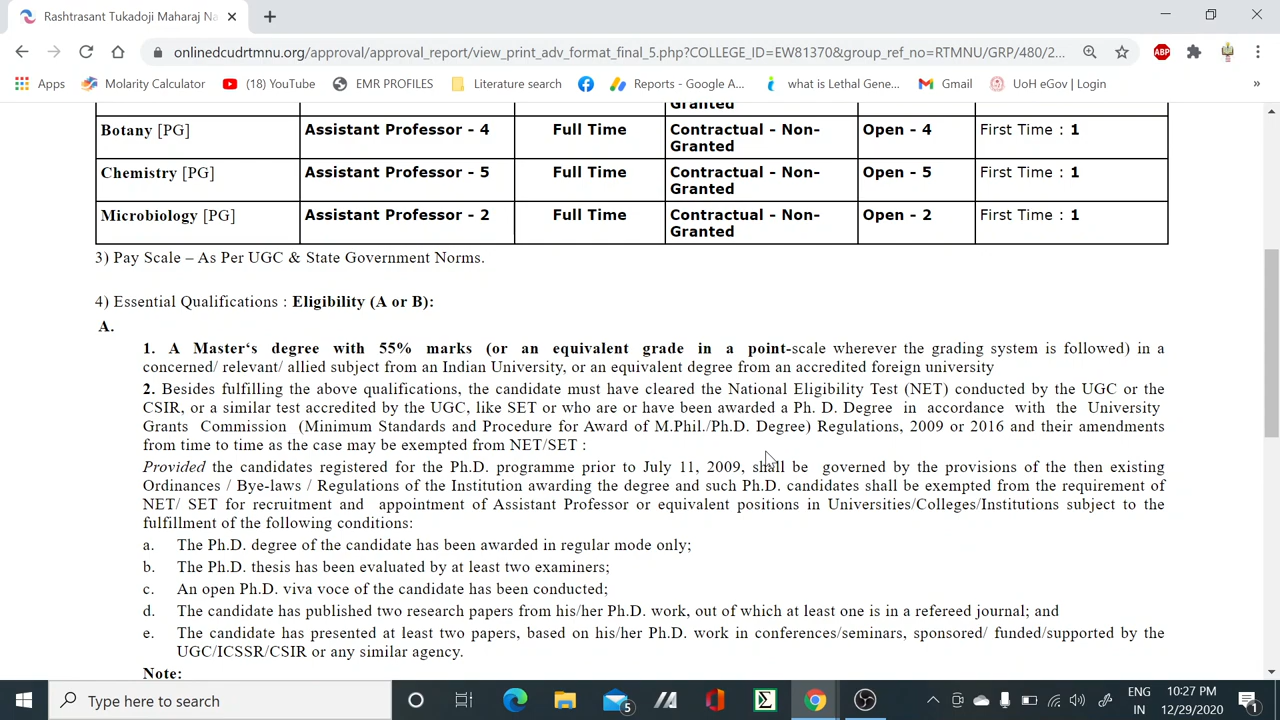 Rashtrasant Tukadoji Maharaj Na
onlinedcudrtmnu.org/approval/approval_report/view_print_adv_format_final_5.php?COLLEGE_ID=EW81370&group_ref_no=RTMNU/GRP/480/2...
ABP
Apps
Molarity Calculator
(18) YouTube
EMR PROFILES
Literature search
Reports - Google A...
what is Lethal Gene...
Gmail
UoH eGov | Login
»
Granted
Botany [PG] Assistant Professor - 4 Full Time Contractual - Non- Open - 4 First Time : 1
Granted
Chemistry [PG] Assistant Professor - 5 Full Time Contractual - Non- Open - 5 First Time : 1
Granted
Microbiology [PG] Assistant Professor - 2 Full Time Contractual - Non- Open - 2 First Time : 1
Granted
3) Pay Scale – As Per UGC & State Government Norms.
4) Essential Qualifications : Eligibility (A or B):
A.
1. A Master‘s degree with 55% marks (or an equivalent grade in a point-scale wherever the grading system is followed) in a
concerned/ relevant/ allied subject from an Indian University, or an equivalent degree from an accredited foreign university
2. Besides fulfilling the above qualifications, the candidate must have cleared the National Eligibility Test (NET) conducted by the UGC or the
CSIR, or a similar test accredited by the UGC, like SET or who are or have been awarded a Ph. D. Degree in accordance with the University
Grants Commission (Minimum Standards and Procedure for Award of M.Phil./Ph.D. Degree) Regulations, 2009 or 2016 and their amendments
from time to time as the case may be exempted from NET/SET :
Provided the candidates registered for the Ph.D. programme prior to July 11, 2009, shall be governed by the provisions of the then existing
Ordinances / Bye-laws / Regulations of the Institution awarding the degree and such Ph.D. candidates shall be exempted from the requirement of
NET/ SET for recruitment and appointment of Assistant Professor or equivalent positions in Universities/Colleges/Institutions subject to the
fulfillment of the following conditions:
a. The Ph.D. degree of the candidate has been awarded in regular mode only;
b. The Ph.D. thesis has been evaluated by at least two examiners;
c. An open Ph.D. viva voce of the candidate has been conducted;
d. The candidate has published two research papers from his/her Ph.D. work, out of which at least one is in a refereed journal; and
e. The candidate has presented at least two papers, based on his/her Ph.D. work in conferences/seminars, sponsored/ funded/supported by the
UGC/ICSSR/CSIR or any similar agency.
Note:
Type here to search
5
ENG
IN
10:27 PM
12/29/2020
1